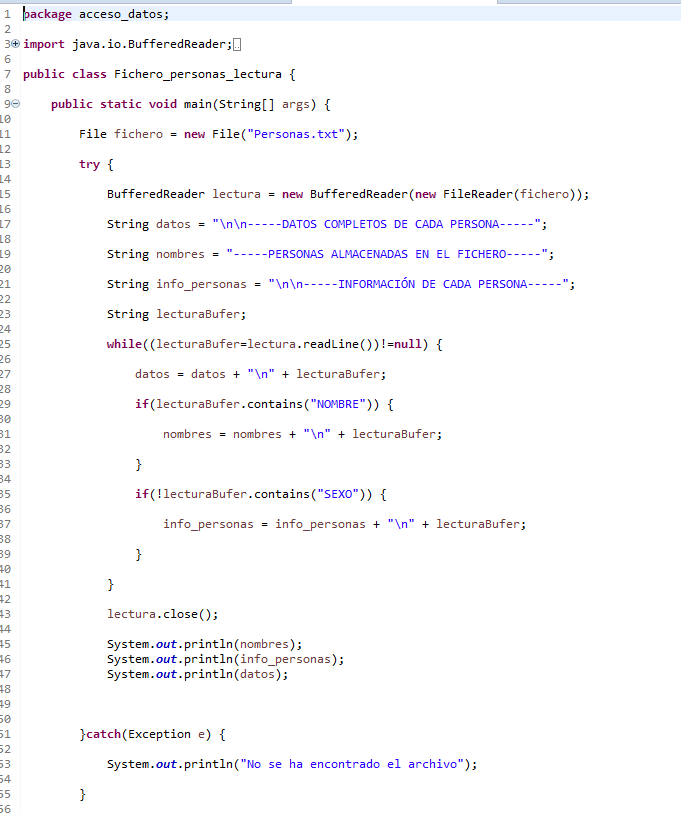 1 package acceso_datos;
2
3 import java.io.BufferedReader;
6
7 public class Fichero_personas_lectura {
8
9 public static void main(String[] args) {
10
11 File fichero = new File("Personas.txt");
12
13 try {
14
15 BufferedReader lectura = new BufferedReader(new FileReader(fichero));
16
17 String datos = "\n\n-----DATOS COMPLETOS DE CADA PERSONA-----";
18
19 String nombres = "-----PERSONAS ALMACENADAS EN EL FICHERO-----";
20
21 String info_personas = "\n\n-----INFORMACIÓN DE CADA PERSONA-----";
22
23 String lecturaBufer;
24
25 while((lecturaBufer=lectura.readLine())!=null) {
26
27 datos = datos + "\n" + lecturaBufer;
28
29 if(lecturaBufer.contains("NOMBRE")) {
30
31 nombres = nombres + "\n" + lecturaBufer;
32
33 }
34
35 if(!lecturaBufer.contains("SEXO")) {
36
37 info_personas = info_personas + "\n" + lecturaBufer;
38
39 }
40
41 }
42
43 lectura.close();
44
45 System.out.println(nombres);
46 System.out.println(info_personas);
47 System.out.println(datos);
48
49
50
51 }catch(Exception e) {
52
53 System.out.println("No se ha encontrado el archivo");
54
55 }
56